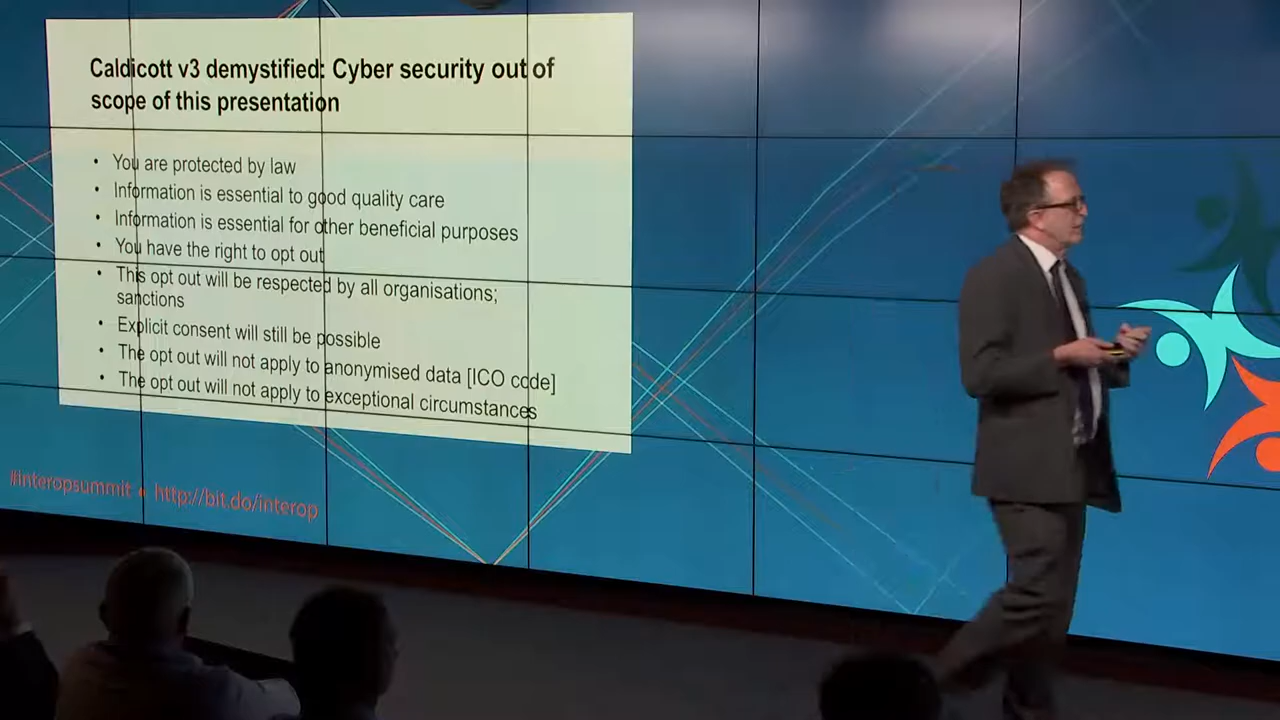 Caldicott v3 demystified: Cyber security out of
scope of this presentation
• You are protected by law
• Information is essential to good quality care
• Information is essential for other beneficial purposes
• You have the right to opt out
• This opt out will be respected by all organisations;
sanctions
• Explicit consent will still be possible
• The opt out will not apply to anonymised data [ICO code]
• The opt out will not apply to exceptional circumstances
#interopsummit • http://bit.do/interop